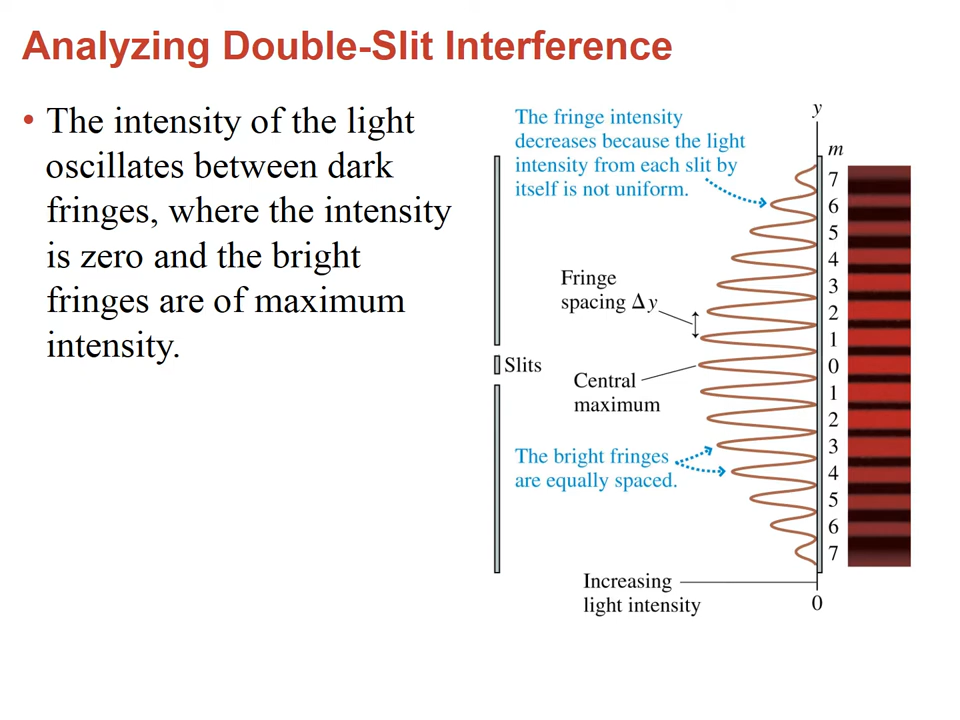 Analyzing Double-Slit Interference
• The intensity of the light
oscillates between dark
fringes, where the intensity
is zero and the bright
fringes are of maximum
intensity.
The fringe intensity
decreases because the light
intensity from each slit by
itself is not uniform.
Fringe
spacing Δy
Slits
Central
maximum
The bright fringes
are equally spaced.
Increasing
light intensity
y
m
7
6
5
4
3
2
1
0
1
2
3
4
5
6
7
0